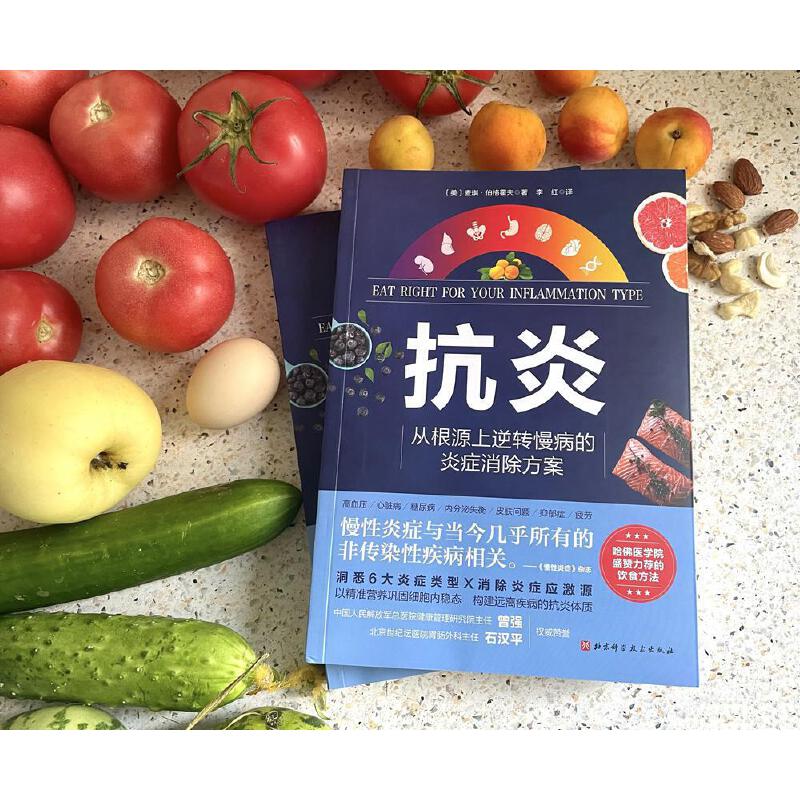 [美]麦琪·伯格霍夫 著 李 红 译
EAT RIGHT FOR YOUR INFLAMMATION TYPE
EA
抗炎
从根源上逆转慢病的
炎症消除方案
高血压/心脏病/糖尿病/内分泌失衡/皮肤问题/抑郁症/疲劳
慢性炎症与当今几乎所有的
非传染性疾病相关。——《慢性炎症》杂志
洞悉6大炎症类型X消除炎症应激源
以精准营养巩固细胞内稳态 构建远离疾病的抗炎体质
中国人民解放军总医院健康管理研究院主任 曾强
北京世纪坛医院胃肠外科主任 石汉平
权威赞誉
★★★
哈佛医学院
盛赞力荐的
饮食方法
★★★
北京科学技术出版社